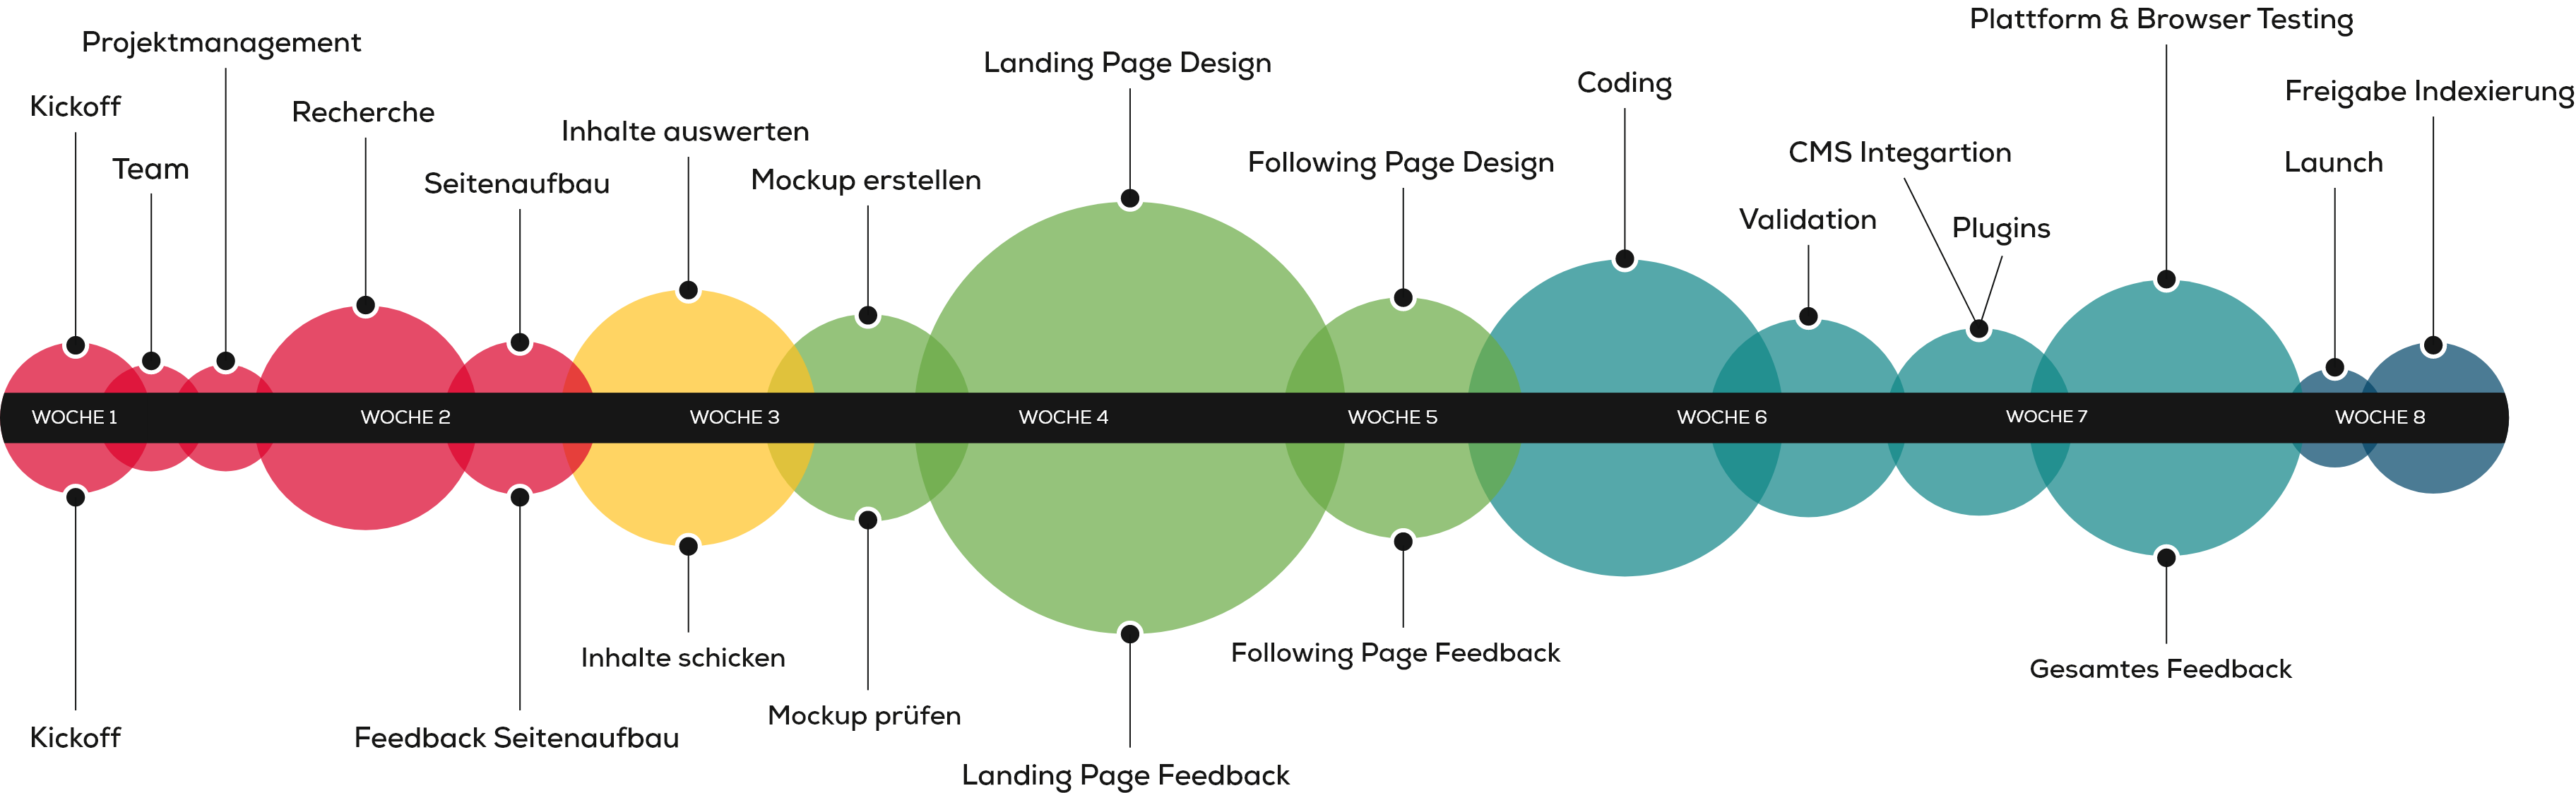 Plattform & Browser Testing
Projektmanagement
Landing Page Design
Coding
Freigabe Indexierung
Kickoff
Recherche
Inhalte auswerten
CMS Integartion
Following Page Design
Launch
Team
Mockup erstellen
Seitenaufbau
Validation
Plugins
WOCHE 1
WOCHE 2
WOCHE 3
WOCHE 4
WOCHE 5
WOCHE 6
WOCHE 7
WOCHE 8
Following Page Feedback
Inhalte schicken
Gesamtes Feedback
Mockup prüfen
Kickoff
Feedback Seitenaufbau
Landing Page Feedback